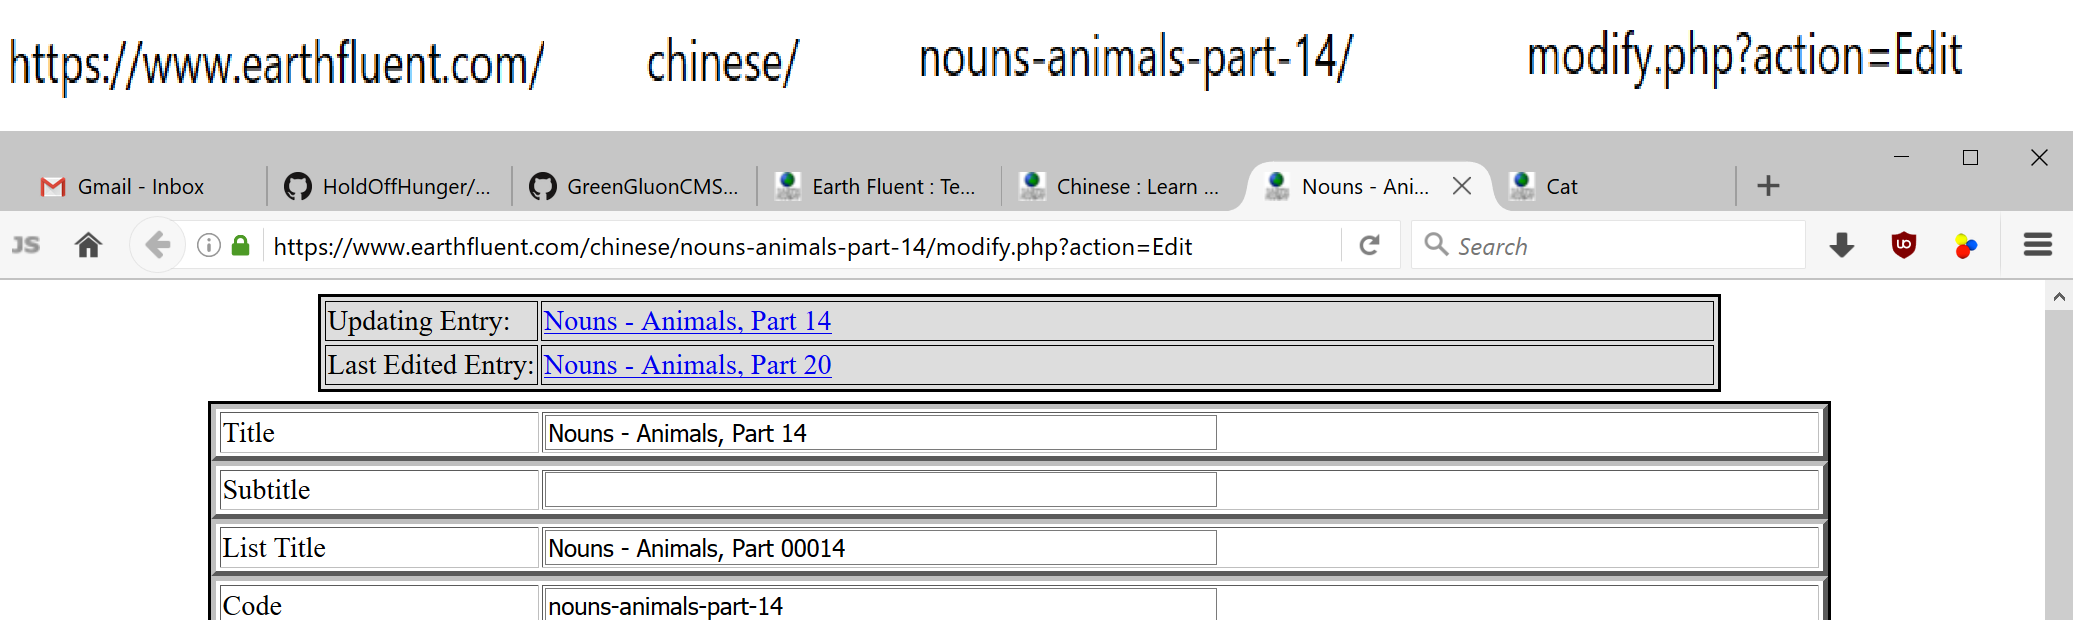 https://www.earthfluent.com/ chinese/ nouns-animals-part-14/ modify.php?action=Edit
Gmail - Inbox HoldOffHunger/... GreenGluonCMS... Earth Fluent : Te... Chinese : Learn ... Nouns - Ani... Cat
JS https://www.earthfluent.com/chinese/nouns-animals-part-14/modify.php?action=Edit Search
Updating Entry: Nouns - Animals, Part 14
Last Edited Entry: Nouns - Animals, Part 20
Title Nouns - Animals, Part 14
Subtitle
List Title Nouns - Animals, Part 00014
Code nouns-animals-part-14